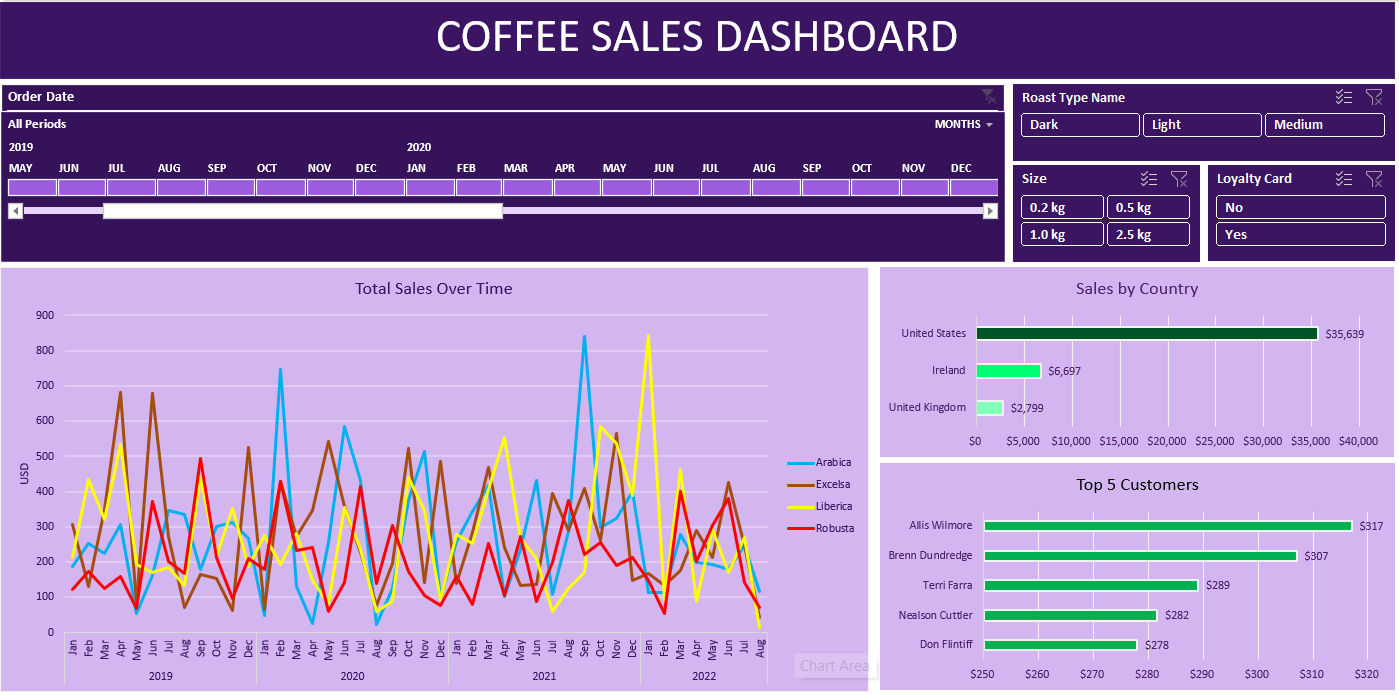 COFFEE SALES DASHBOARD
Order Date
All Periods
MONTHS
2019 2020
MAY JUN JUL AUG SEP OCT NOV DEC JAN FEB MAR APR MAY JUN JUL AUG SEP OCT NOV DEC
Roast Type Name
Dark Light Medium
Size
0.2 kg 0.5 kg
1.0 kg 2.5 kg
Loyalty Card
No
Yes
Total Sales Over Time
900
800
700
600
500
400
300
200
100
0
USD
Jan Feb Mar Apr May Jun Jul Aug Sep Oct Nov Dec Jan Feb Mar Apr May Jun Jul Aug Sep Oct Nov Dec Jan Feb Mar Apr May Jun Jul Aug Sep Oct Nov Dec Jan Feb Mar Apr May Jun Jul Aug
2019 2020 2021 2022
Arabica
Excelsa
Liberica
Robusta
Chart Area
Sales by Country
United States $35,639
Ireland $6,697
United Kingdom $2,799
$0 $5,000 $10,000 $15,000 $20,000 $25,000 $30,000 $35,000 $40,000
Top 5 Customers
Allis Wilmore $317
Brenn Dundredge $307
Terri Farra $289
Nealson Cuttler $282
Don Flintiff $278
$250 $260 $270 $280 $290 $300 $310 $320